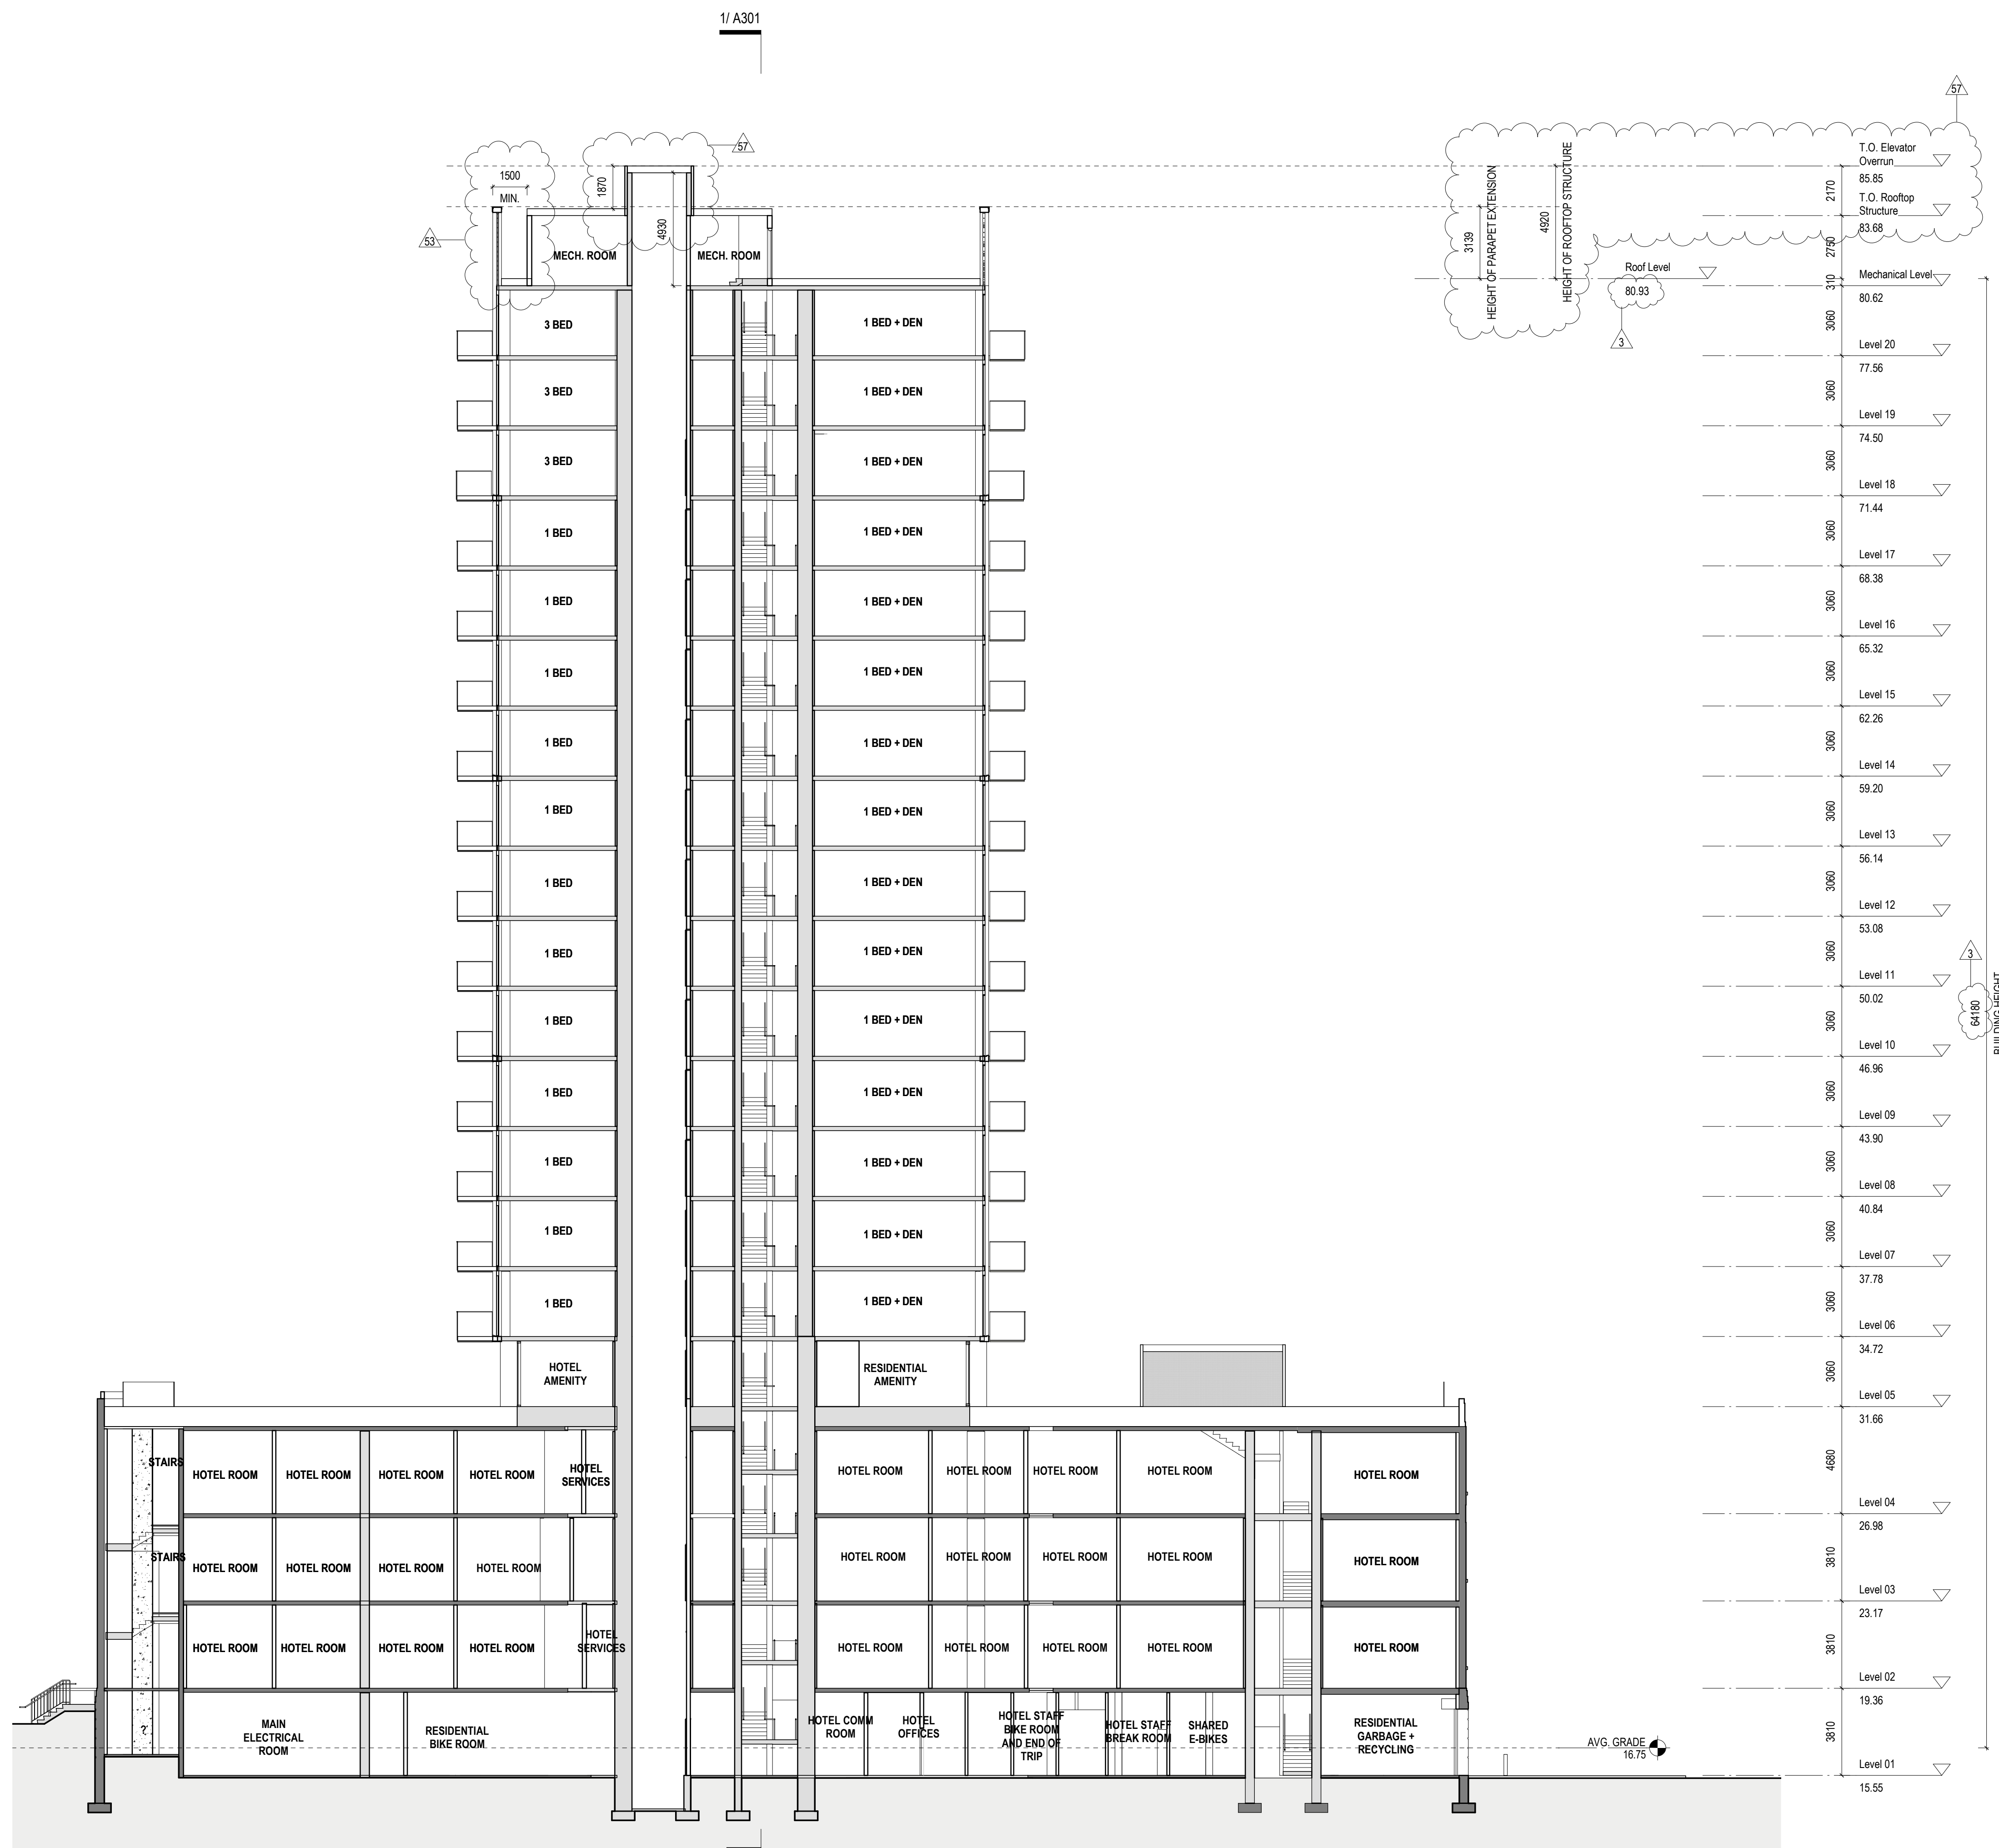 1/ A301
57
57
53
3
3
1500
MIN.
1870
4930
MECH. ROOM
MECH. ROOM
HEIGHT OF PARAPET EXTENSION
3139
4920
HEIGHT OF ROOFTOP STRUCTURE
T.O. Elevator
Overrun
85.85
2170
T.O. Rooftop
Structure
83.68
2750
Roof Level
80.93
310
Mechanical Level
80.62
3060
3 BED
1 BED + DEN
Level 20
77.56
3060
3 BED
1 BED + DEN
Level 19
74.50
3060
3 BED
1 BED + DEN
Level 18
71.44
3060
1 BED
1 BED + DEN
Level 17
68.38
3060
1 BED
1 BED + DEN
Level 16
65.32
3060
1 BED
1 BED + DEN
Level 15
62.26
3060
1 BED
1 BED + DEN
Level 14
59.20
3060
1 BED
1 BED + DEN
Level 13
56.14
3060
1 BED
1 BED + DEN
Level 12
53.08
3060
1 BED
1 BED + DEN
Level 11
50.02
3060
1 BED
1 BED + DEN
Level 10
46.96
3060
1 BED
1 BED + DEN
Level 09
43.90
3060
1 BED
1 BED + DEN
Level 08
40.84
3060
1 BED
1 BED + DEN
Level 07
37.78
3060
1 BED
1 BED + DEN
Level 06
34.72
3060
64180
BUILDING HEIGHT
HOTEL
AMENITY
RESIDENTIAL
AMENITY
Level 05
31.66
4680
STAIRS
HOTEL ROOM
HOTEL ROOM
HOTEL ROOM
HOTEL ROOM
HOTEL
SERVICES
HOTEL ROOM
HOTEL ROOM
HOTEL ROOM
HOTEL ROOM
HOTEL ROOM
Level 04
26.98
3810
STAIRS
HOTEL ROOM
HOTEL ROOM
HOTEL ROOM
HOTEL ROOM
HOTEL ROOM
HOTEL ROOM
HOTEL ROOM
HOTEL ROOM
HOTEL ROOM
Level 03
23.17
3810
HOTEL ROOM
HOTEL ROOM
HOTEL ROOM
HOTEL ROOM
HOTEL
SERVICES
HOTEL ROOM
HOTEL ROOM
HOTEL ROOM
HOTEL ROOM
HOTEL ROOM
Level 02
19.36
3810
?
MAIN
ELECTRICAL
ROOM
RESIDENTIAL
BIKE ROOM
HOTEL COMM
ROOM
HOTEL
OFFICES
HOTEL STAFF
BIKE ROOM
AND END OF
TRIP
HOTEL STAFF
BREAK ROOM
SHARED
E-BIKES
RESIDENTIAL
GARBAGE +
RECYCLING
AVG. GRADE
16.75
Level 01
15.55